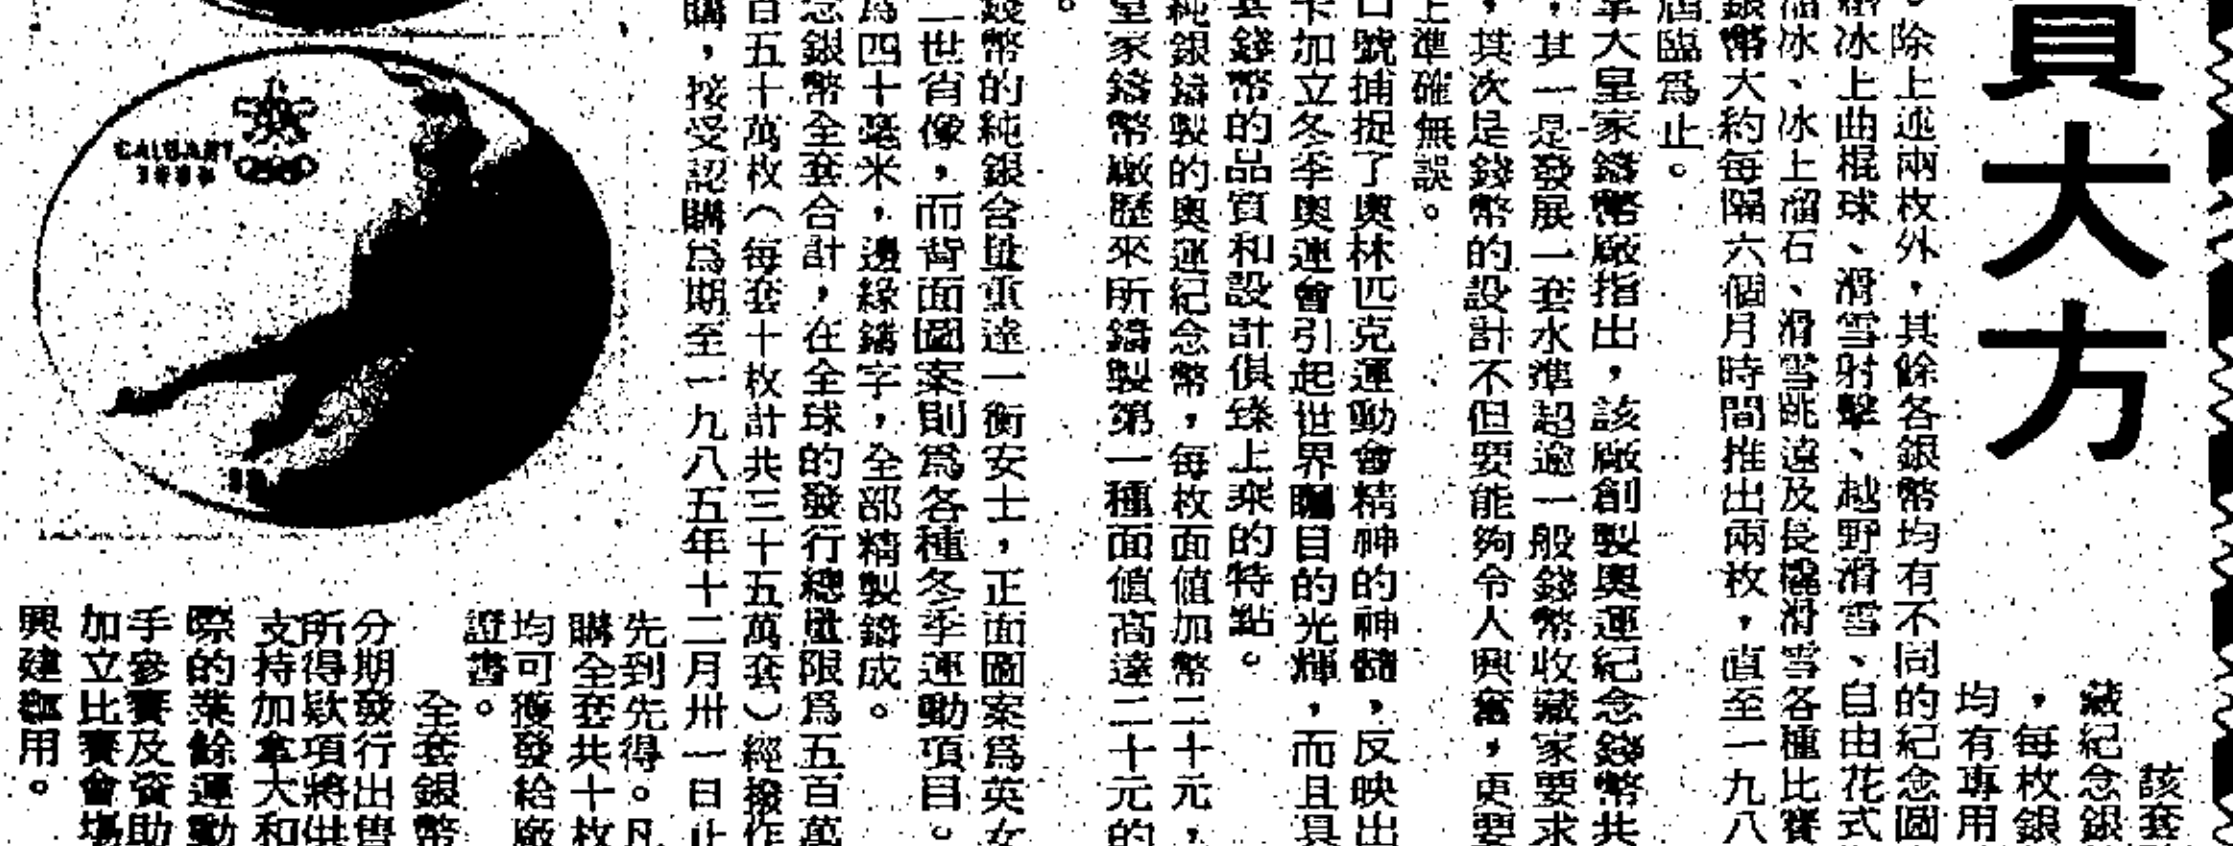 大方
該套
藏紀念銀
，每枚銀
均有專用
。除上述兩枚外，其餘各銀幣均有不同的紀念圖
冰上曲棍球、滑雪射擊、越野滑雪、自由花式
溜冰、冰上溜石、滑雪跳遠及長橇滑雪各種比賽
銀幣大約每隔六個月時間推出兩枚，直至一九八
屆臨爲止。
拿大皇家鑄幣廠指出，該廠創製奧運紀念錢幣共
，其一是發展一套水準超逾一般錢幣收藏家要求
，其次是錢幣的設計不但要能夠令人興奮，更要
上準確無誤。
口號捕捉了奧林匹克運動會精神的神髓，反映出
卡加立冬季奧運會引起世界矚目的光輝，而且具
套錢幣的品質和設計俱臻上乘的特點。
純銀鑄製的奧運紀念幣，每枚面值加幣二十元，
皇家鑄幣廠歷來所鑄製第一種面值高達二十元的
。
錢幣的純銀含量重達一衡安士，正面圖案爲英女
二世肖像，而背面圖案則爲各種冬季運動項目。
爲四十毫米，邊緣鑄字，全部精製鑄成。
念銀幣全套合計，在全球的發行總量限爲五百萬
百五十萬枚（每套十枚計共三十五萬套）經撥作
購，接受認購爲期至一九八五年十二月卅一日止
先到先得。凡
購全套共十枚
均可獲發給廠
證書。
全套銀幣
分期發行出售
所得欵項將供
支持加拿大和
際的業餘運動
手參賽及資助
加立比賽會場
興建費用。
CALGARY
1988